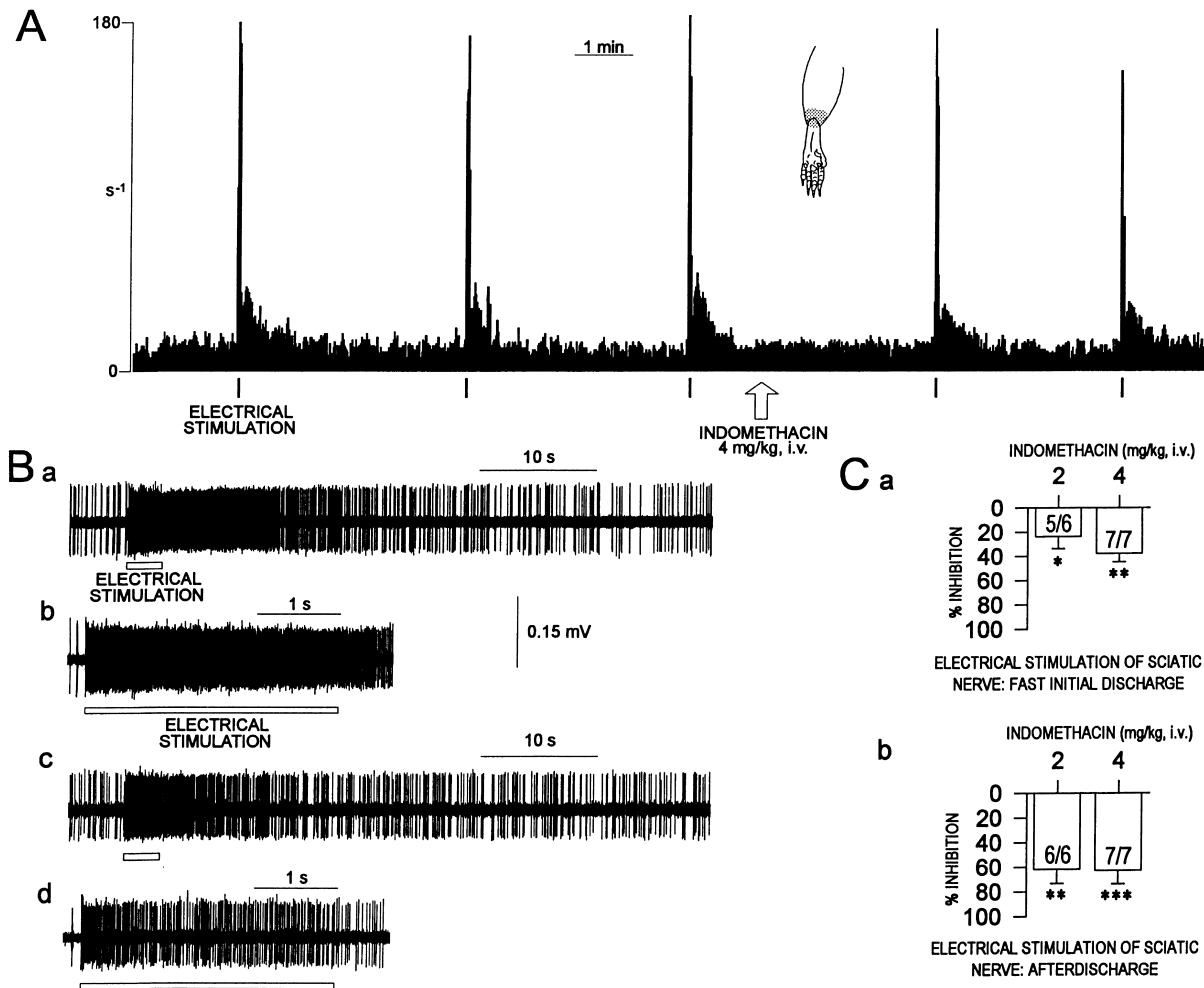 A
180
1 min
s-1
0
ELECTRICAL
STIMULATION
INDOMETHACIN
4 mg/kg, i.v.
B a
10 s
ELECTRICAL
STIMULATION
b
1 s
0.15 mV
ELECTRICAL
STIMULATION
c
10 s
d
1 s
C a
INDOMETHACIN (mg/kg, i.v.)
2 4
0
20
40
60
80
100
% INHIBITION
5/6 7/7
* **
ELECTRICAL STIMULATION OF SCIATIC
NERVE: FAST INITIAL DISCHARGE
b
INDOMETHACIN (mg/kg, i.v.)
2 4
0
20
40
60
80
100
% INHIBITION
6/6 7/7
** ***
ELECTRICAL STIMULATION OF SCIATIC
NERVE: AFTERDISCHARGE